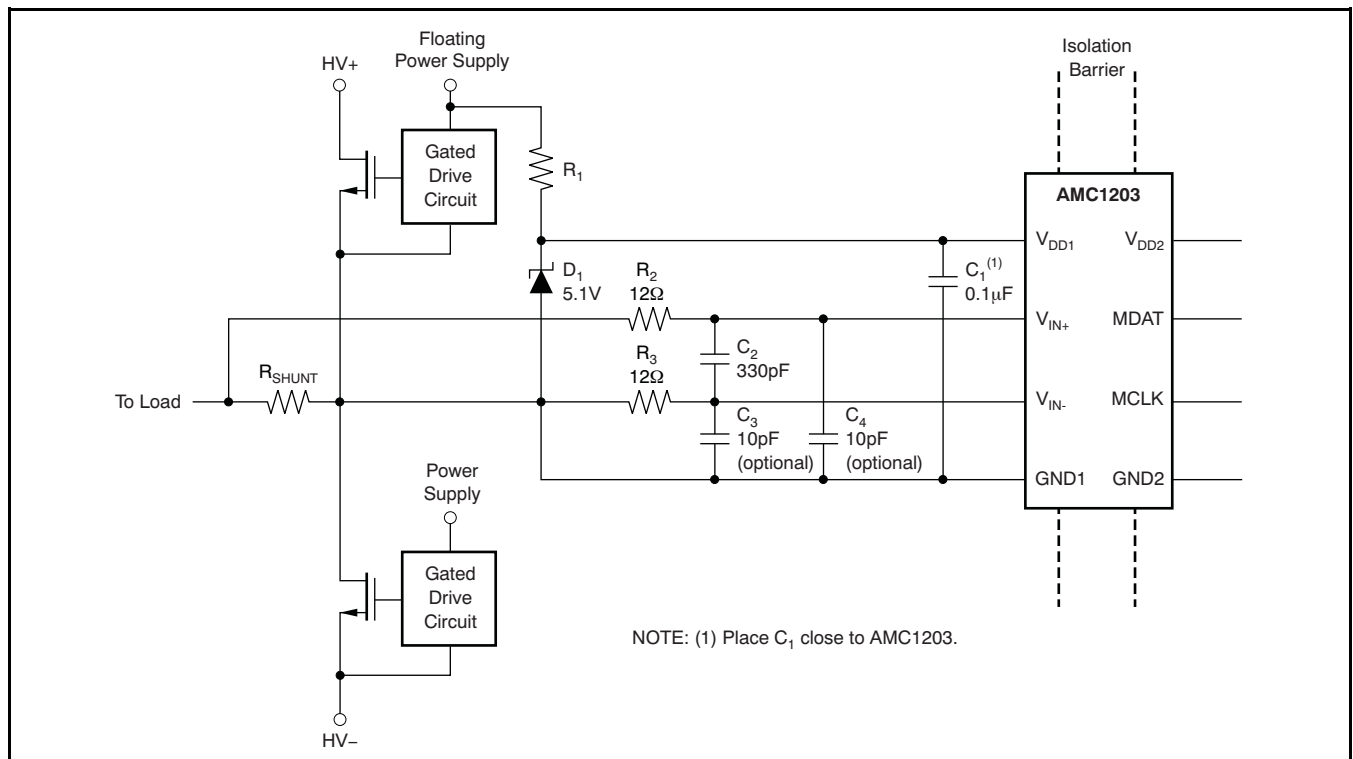 Floating
Power Supply
HV+
Isolation
Barrier
Gated
Drive
Circuit
R1
AMC1203
VDD1
VDD2
D1
5.1V
C1(1)
0.1μF
R2
12Ω
VIN+
MDAT
C2
330pF
R3
12Ω
RSHUNT
To Load
VIN-
MCLK
C3
10pF
(optional)
C4
10pF
(optional)
GND1
GND2
Power
Supply
Gated
Drive
Circuit
NOTE: (1) Place C1 close to AMC1203.
HV−